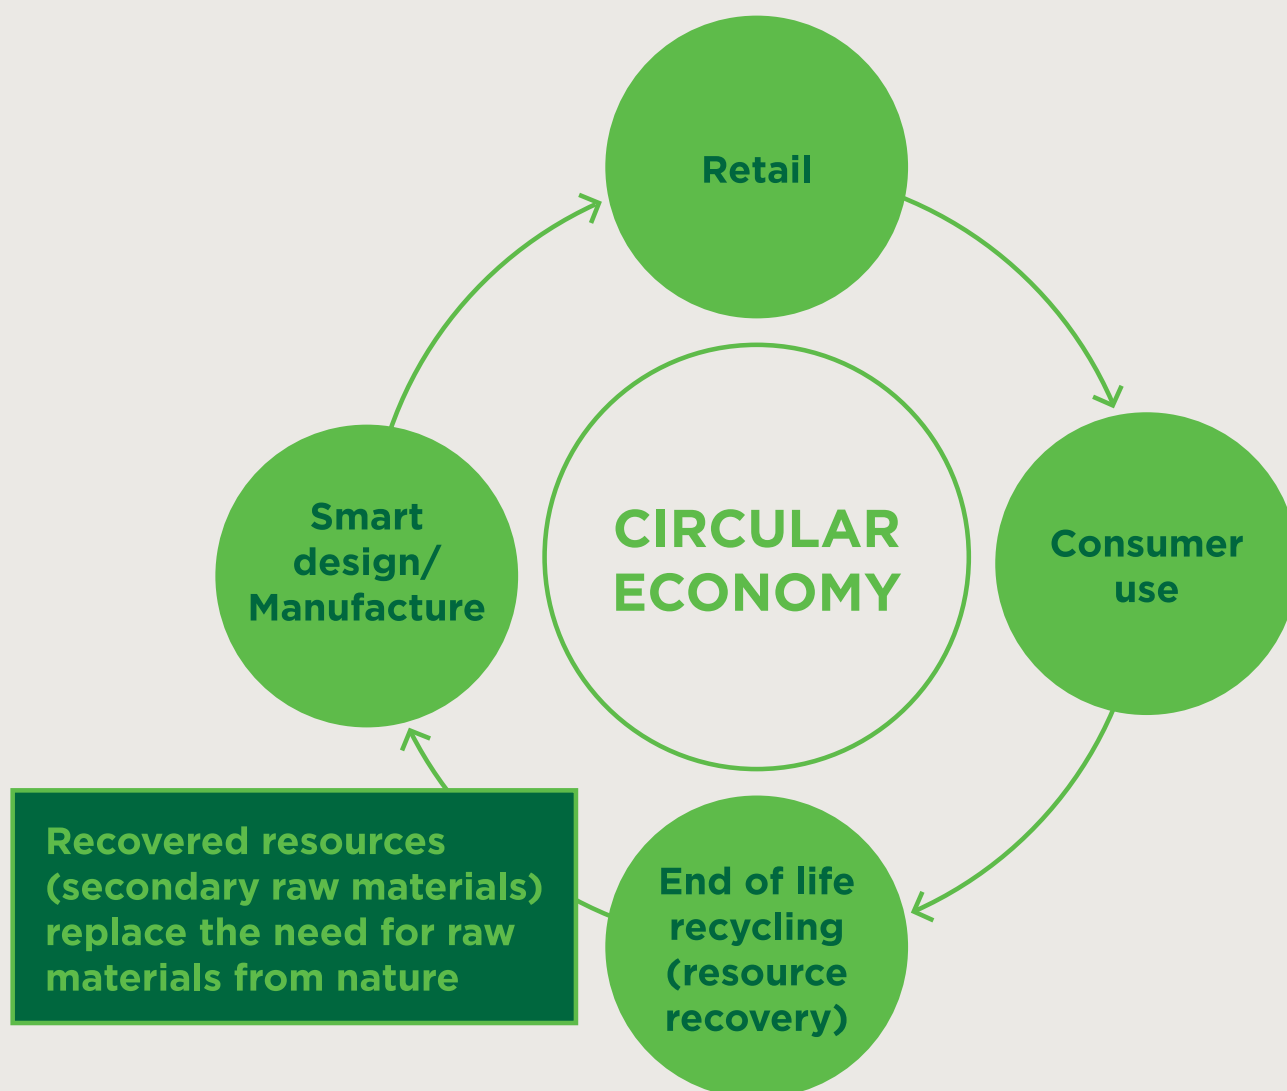 Retail
CIRCULAR
ECONOMY
Smart
design/
Manufacture
Consumer
use
Recovered resources
(secondary raw materials)
replace the need for raw
materials from nature
End of life
recycling
(resource
recovery)